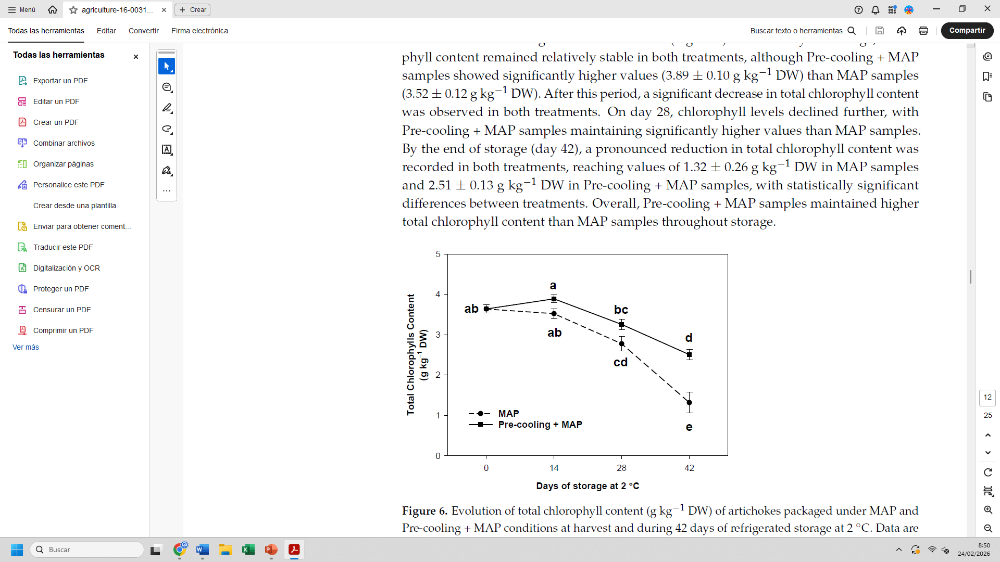 Menú
agriculture-16-0031...
Crear
Todas las herramientas
Editar
Convertir
Firma electrónica
Buscar texto o herramientas
Compartir
Todas las herramientas
Exportar un PDF
Editar un PDF
Crear un PDF
Combinar archivos
Organizar páginas
Personalice este PDF
Crear desde una plantilla
Enviar para obtener coment...
Traducir este PDF
Digitalización y OCR
Proteger un PDF
Censurar un PDF
Comprimir un PDF
Ver más
phyll content remained relatively stable in both treatments, although Pre-cooling + MAP
samples showed significantly higher values (3.89 ± 0.10 g kg⁻¹ DW) than MAP samples
(3.52 ± 0.12 g kg⁻¹ DW). After this period, a significant decrease in total chlorophyll content
was observed in both treatments. On day 28, chlorophyll levels declined further, with
Pre-cooling + MAP samples maintaining significantly higher values than MAP samples.
By the end of storage (day 42), a pronounced reduction in total chlorophyll content was
recorded in both treatments, reaching values of 1.32 ± 0.26 g kg⁻¹ DW in MAP samples
and 2.51 ± 0.13 g kg⁻¹ DW in Pre-cooling + MAP samples, with statistically significant
differences between treatments. Overall, Pre-cooling + MAP samples maintained higher
total chlorophyll content than MAP samples throughout storage.
Total Chlorophylls Content
(g kg⁻¹ DW)
5
4
3
2
1
0
ab
a
ab
bc
cd
d
e
MAP
Pre-cooling + MAP
0
14
28
42
Days of storage at 2 °C
Figure 6. Evolution of total chlorophyll content (g kg⁻¹ DW) of artichokes packaged under MAP and
Pre-cooling + MAP conditions at harvest and during 42 days of refrigerated storage at 2 °C. Data are
12
25
Buscar
8:50
24/02/2026